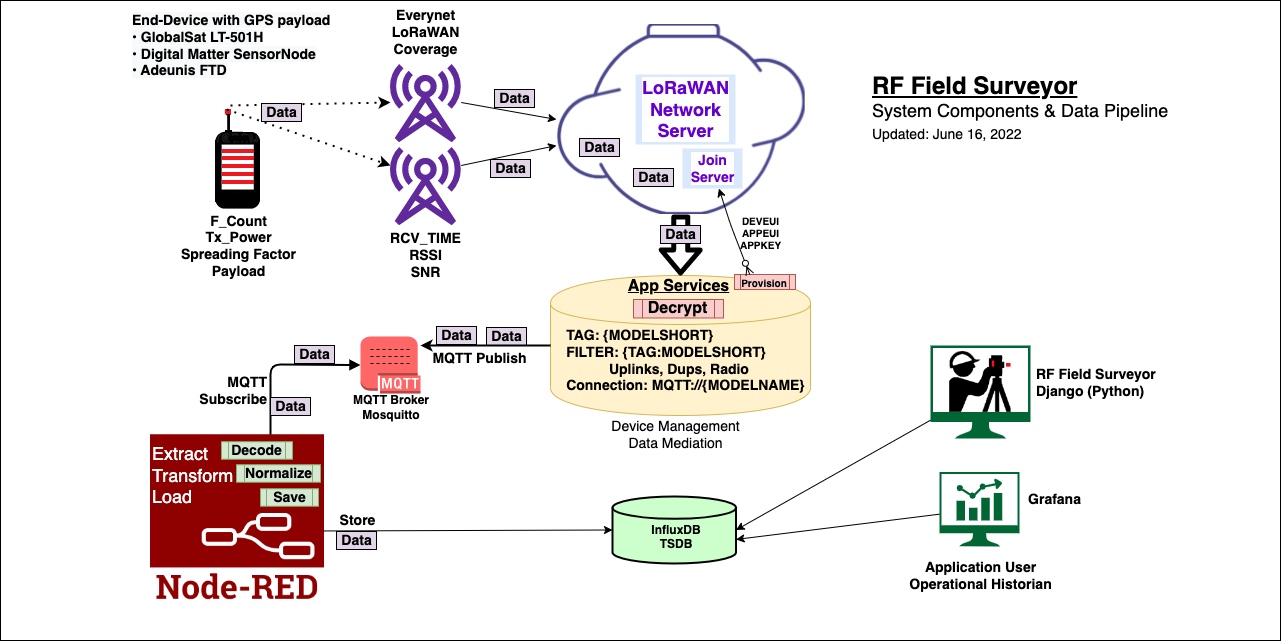 End-Device with GPS payload
• GlobalSat LT-501H
• Digital Matter SensorNode
• Adeunis FTD
Everynet
LoRaWAN
Coverage
Data
Data
Data
F_Count
Tx_Power
Spreading Factor
Payload
RCV_TIME
RSSI
SNR
LoRaWAN
Network
Server
Join
Server
Data
Data
RF Field Surveyor
System Components & Data Pipeline
Updated: June 16, 2022
Data
DEVEUI
APPEUI
APPKEY
Provision
App Services
Decrypt
TAG: {MODELSHORT}
FILTER: {TAG:MODELSHORT}
Uplinks, Dups, Radio
Connection: MQTT://{MODELNAME}
Device Management
Data Mediation
Data Data
MQTT Publish
MQTT
MQTT Broker
Mosquitto
Data
MQTT
Subscribe
Data
Extract Decode
Transform Normalize
Load Save
Node-RED
Store
Data
InfluxDB
TSDB
RF Field Surveyor
Django (Python)
Grafana
Application User
Operational Historian